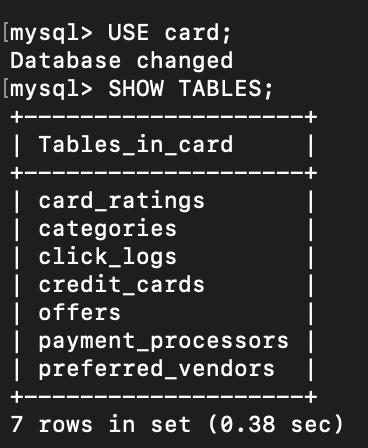 [mysql> USE card;
Database changed
[mysql> SHOW TABLES;
+--------------------+
| Tables_in_card     |
+--------------------+
| card_ratings       |
| categories         |
| click_logs         |
| credit_cards       |
| offers             |
| payment_processors |
| preferred_vendors  |
+--------------------+
7 rows in set (0.38 sec)